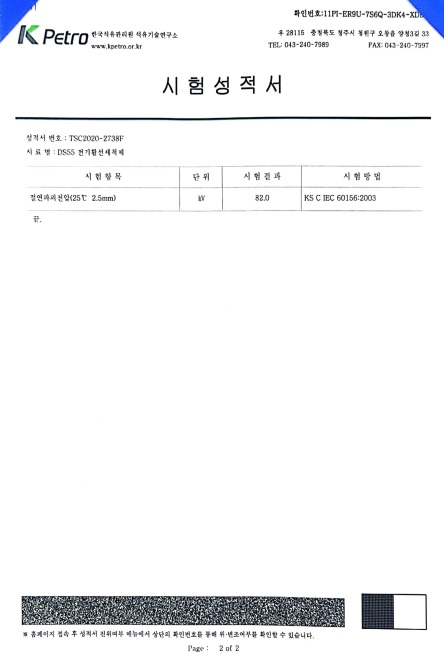 확인번호:11PI-ER9U-7S6Q-3DK4-XD
K Petro 한국석유관리원 석유기술연구소
www.kpetro.or.kr
우 28115 충청북도 청주시 청원구 오창읍 양청3길 33
TEL: 043-240-7989 FAX: 043-240-7997
시험성적서
성적서 번호 : TSC2020-2738F
시 료 명 : DS55 전기활선세척제
시험항목 단위 시험결과 시험방법
절연파괴전압(25℃ 2.5mm) kV 82.0 KS C IEC 60156:2003
끝.
※ 홈페이지 접속 후 성적서 진위여부 메뉴에서 상단의 확인번호를 통해 위·변조여부를 확인할 수 있습니다.
Page : 2 of 2